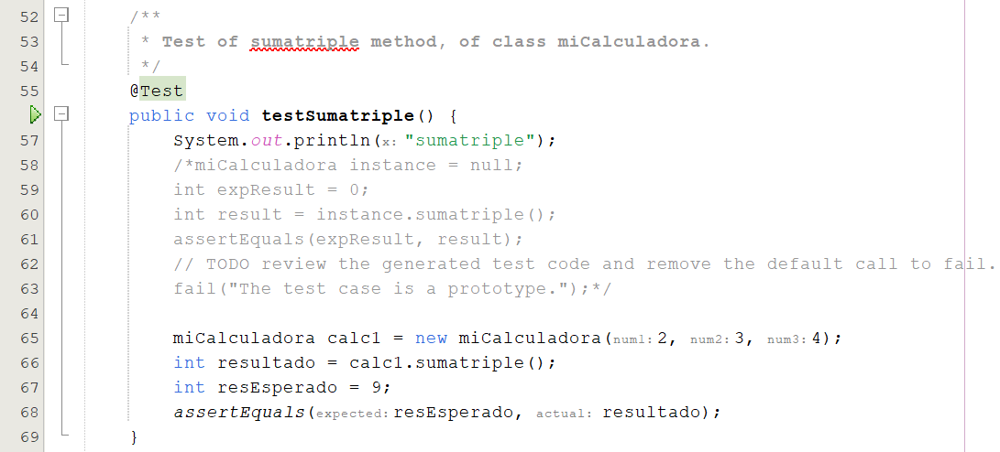 52 /**
53 * Test of sumatriple method, of class miCalculadora.
54 */
55 @Test
public void testSumatriple() {
57 System.out.println(x: "sumatriple");
58 /*miCalculadora instance = null;
59 int expResult = 0;
60 int result = instance.sumatriple();
61 assertEquals(expResult, result);
62 // TODO review the generated test code and remove the default call to fail.
63 fail("The test case is a prototype.");*/
64
65 miCalculadora calc1 = new miCalculadora(num1: 2, num2: 3, num3: 4);
66 int resultado = calc1.sumatriple();
67 int resEsperado = 9;
68 assertEquals(expected: resEsperado, actual: resultado);
69 }